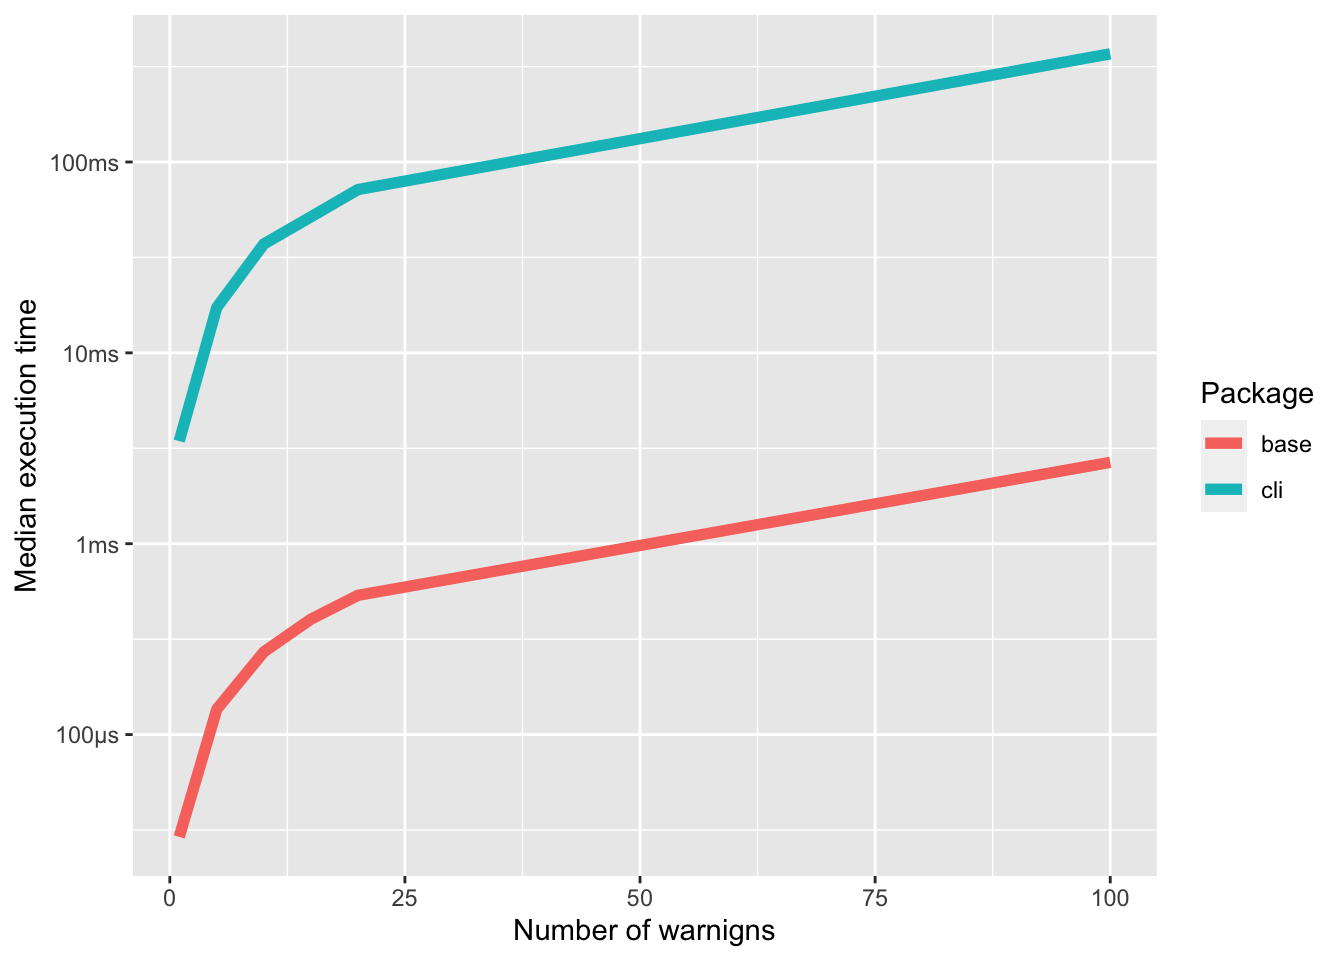 Median execution time
100ms
10ms
1ms
100µs
0
25
50
75
100
Number of warnigns
Package
base
cli